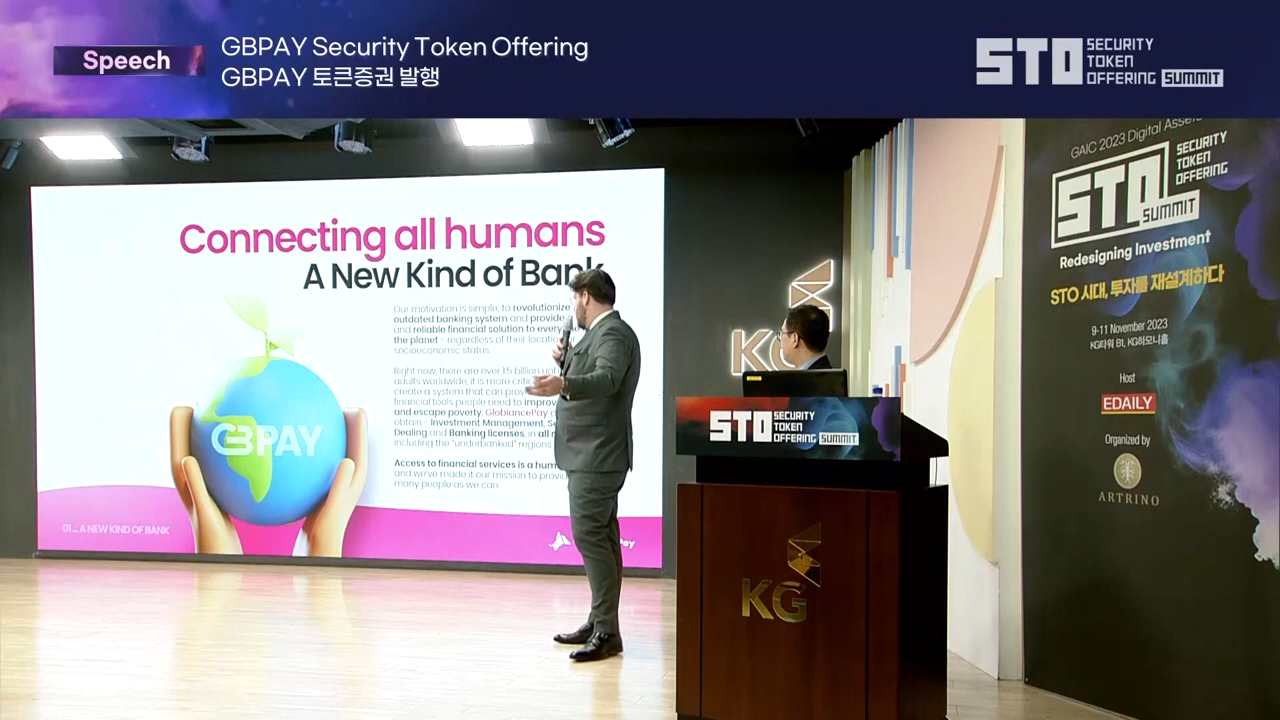 Speech
GBPAY Security Token Offering
GBPAY 토큰증권 발행
STO SECURITY
TOKEN
OFFERING SUMMIT
Connecting all humans
A New Kind of Bank
Our motivation is simple, to revolutionize
outdated banking system and provide
and reliable financial solution to every
the planet - regardless of their location
socioeconomic status.
Right now, there are over 1.5 billion
adults worldwide, it is more
create a system that can
financial tools people need to
and escape poverty. GlobiancePay
obtain - Investment Management,
Dealing and Banking licenses, in all
including the "underbanked" regions
Access to financial services is a
and we've made it our mission to
many people as we can.
GBPAY
01 _ A NEW KIND OF BANK
KG
STO SECURITY
TOKEN
OFFERING SUMMIT
KG
GAIC 2023 Digital
STO SECURITY
TOKEN
OFFERING
SUMMIT
Redesigning Investment
STO 시대, 투자를 재설계하다
9-11 November 2023
KG타워 B1, KG하모니홀
Host
EDAILY
Organized by
ARTRINO